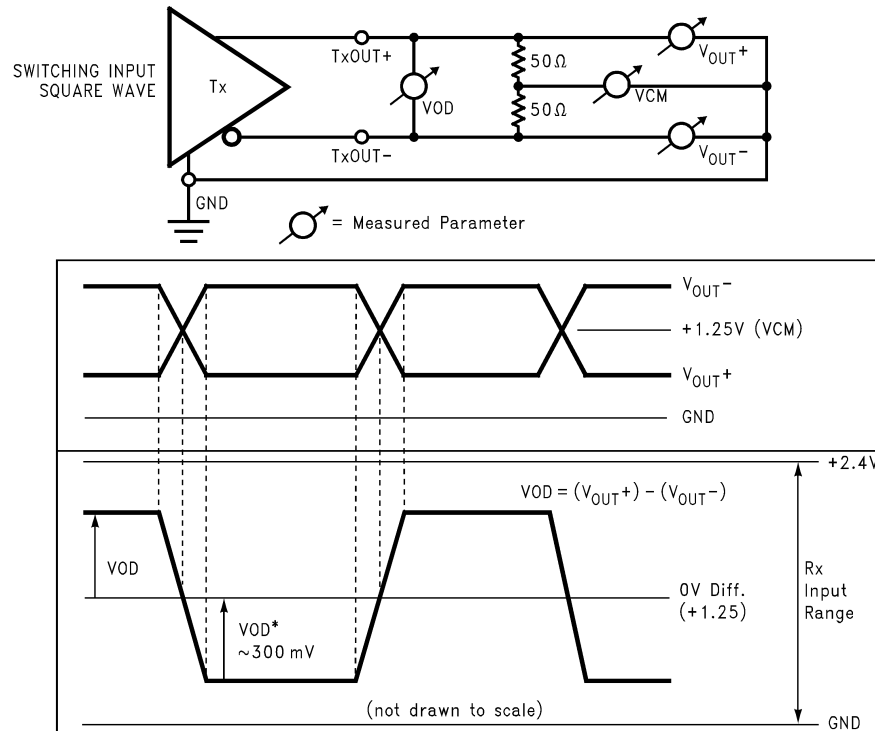 SWITCHING INPUT
SQUARE WAVE
Tx
TxOUT+
TxOUT-
VOD
50Ω
50Ω
VCM
VOUT+
VOUT-
GND
= Measured Parameter
VOUT-
+1.25V (VCM)
VOUT+
GND
+2.4V
VOD = (VOUT+) - (VOUT-)
VOD
0V Diff.
(+1.25)
Rx
Input
Range
VOD*
~300 mV
(not drawn to scale)
GND